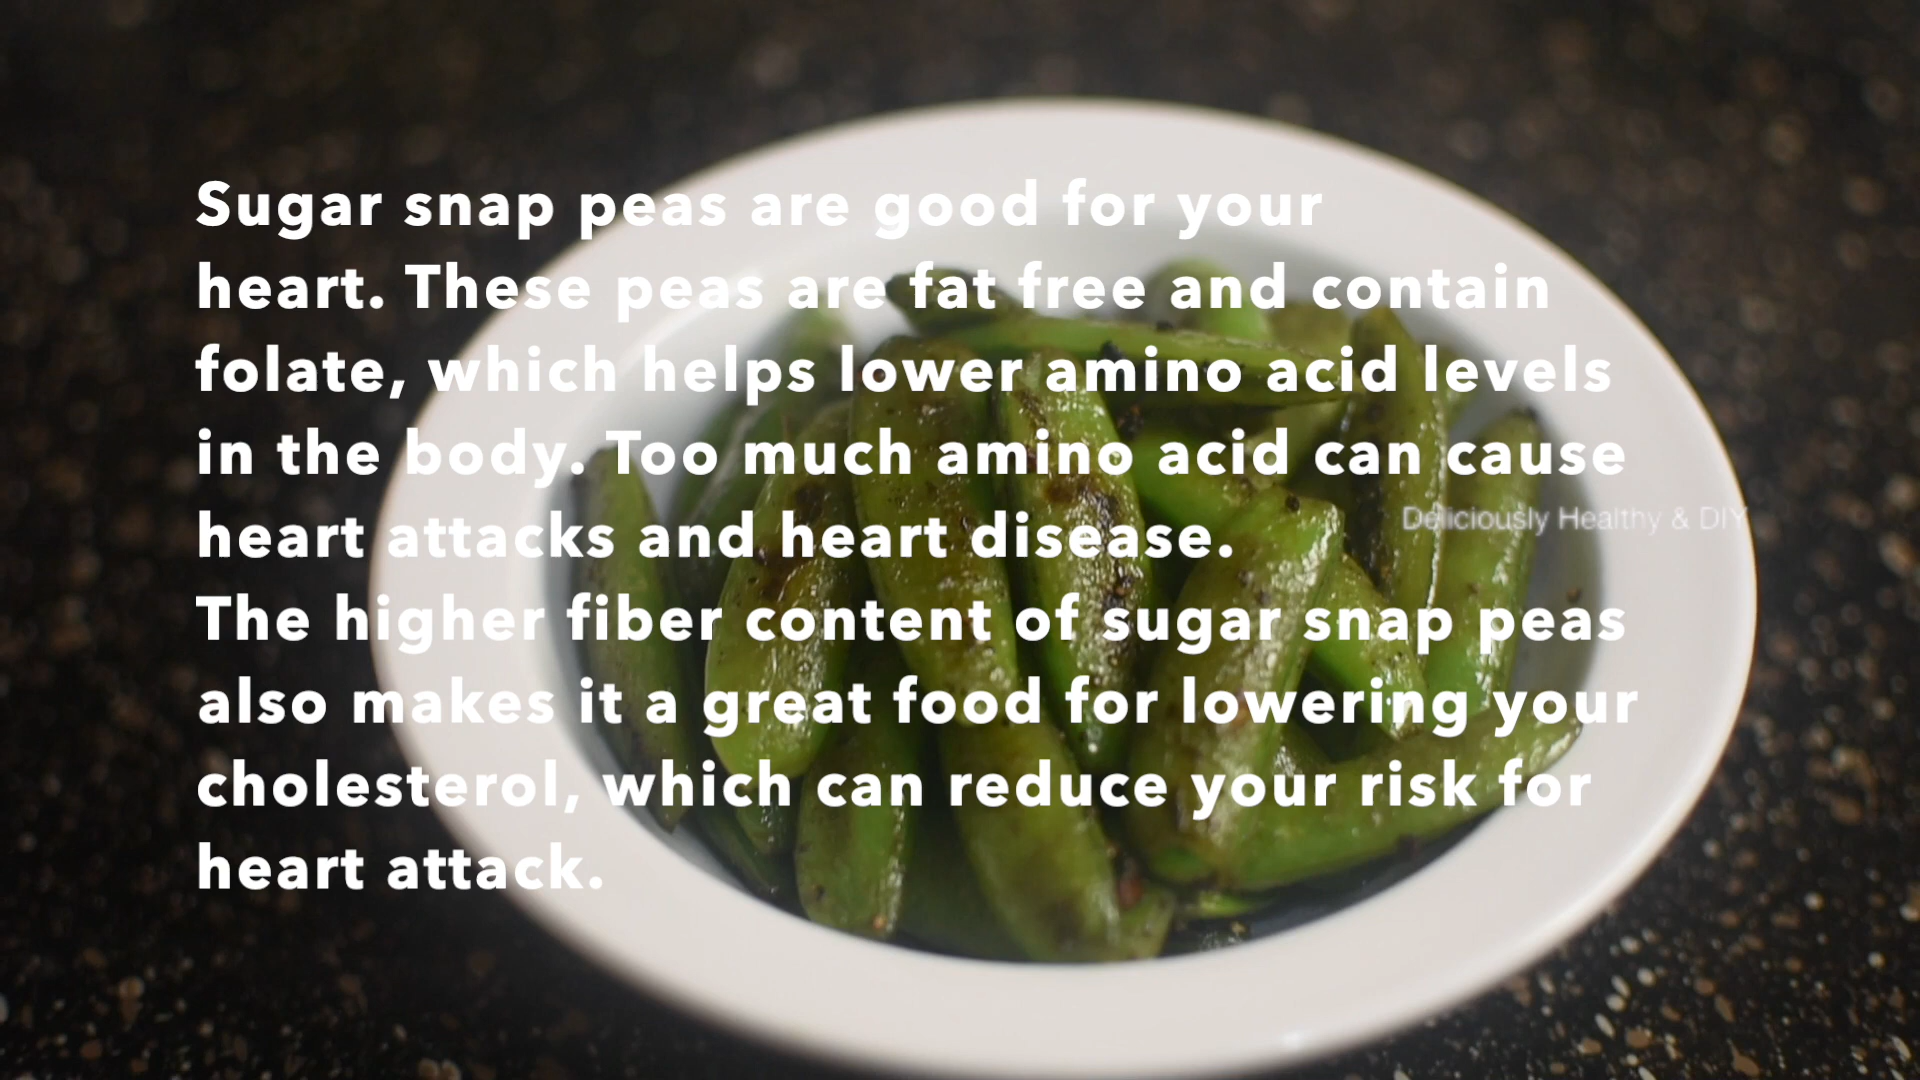 Sugar snap peas are good for your
heart. These peas are fat free and contain
folate, which helps lower amino acid levels
in the body. Too much amino acid can cause
heart attacks and heart disease.
Deliciously Healthy & DIY
The higher fiber content of sugar snap peas
also makes it a great food for lowering your
cholesterol, which can reduce your risk for
heart attack.